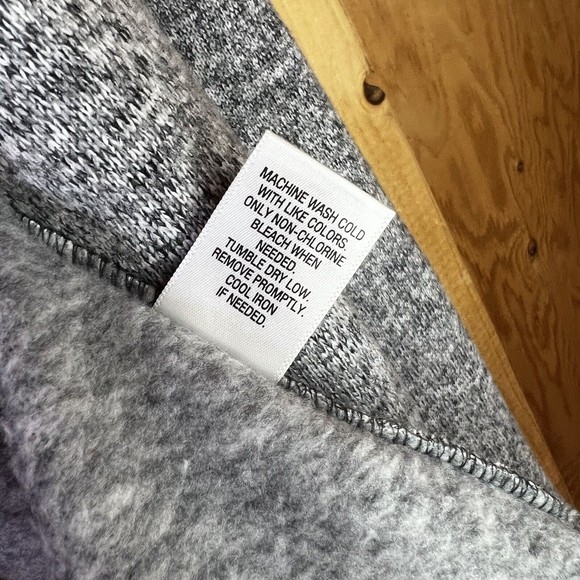 MACHINE WASH COLD
WITH LIKE COLORS,
ONLY NON-CHLORINE
BLEACH WHEN
NEEDED.
TUMBLE DRY LOW.
REMOVE PROMPTLY.
COOL IRON
IF NEEDED.